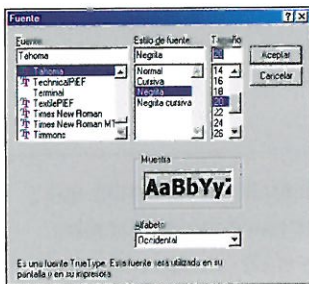 Fuente
Fuente:
Estilo de fuente:
Tamaño
Tahoma
Negrita
20
Aceptar
Cancelar
Tahoma
TechnicalPiEF
Terminal
TextilePiEF
Times New Roman
Times New Roman MT
Timmons
Normal
Cursiva
Negrita
Negrita cursiva
14
16
18
20
22
24
26
Muestra
AaBbYyZ
Alfabeto:
Occidental
Es una fuente TrueType. Esta fuente será utilizada en su
pantalla y en su impresora.